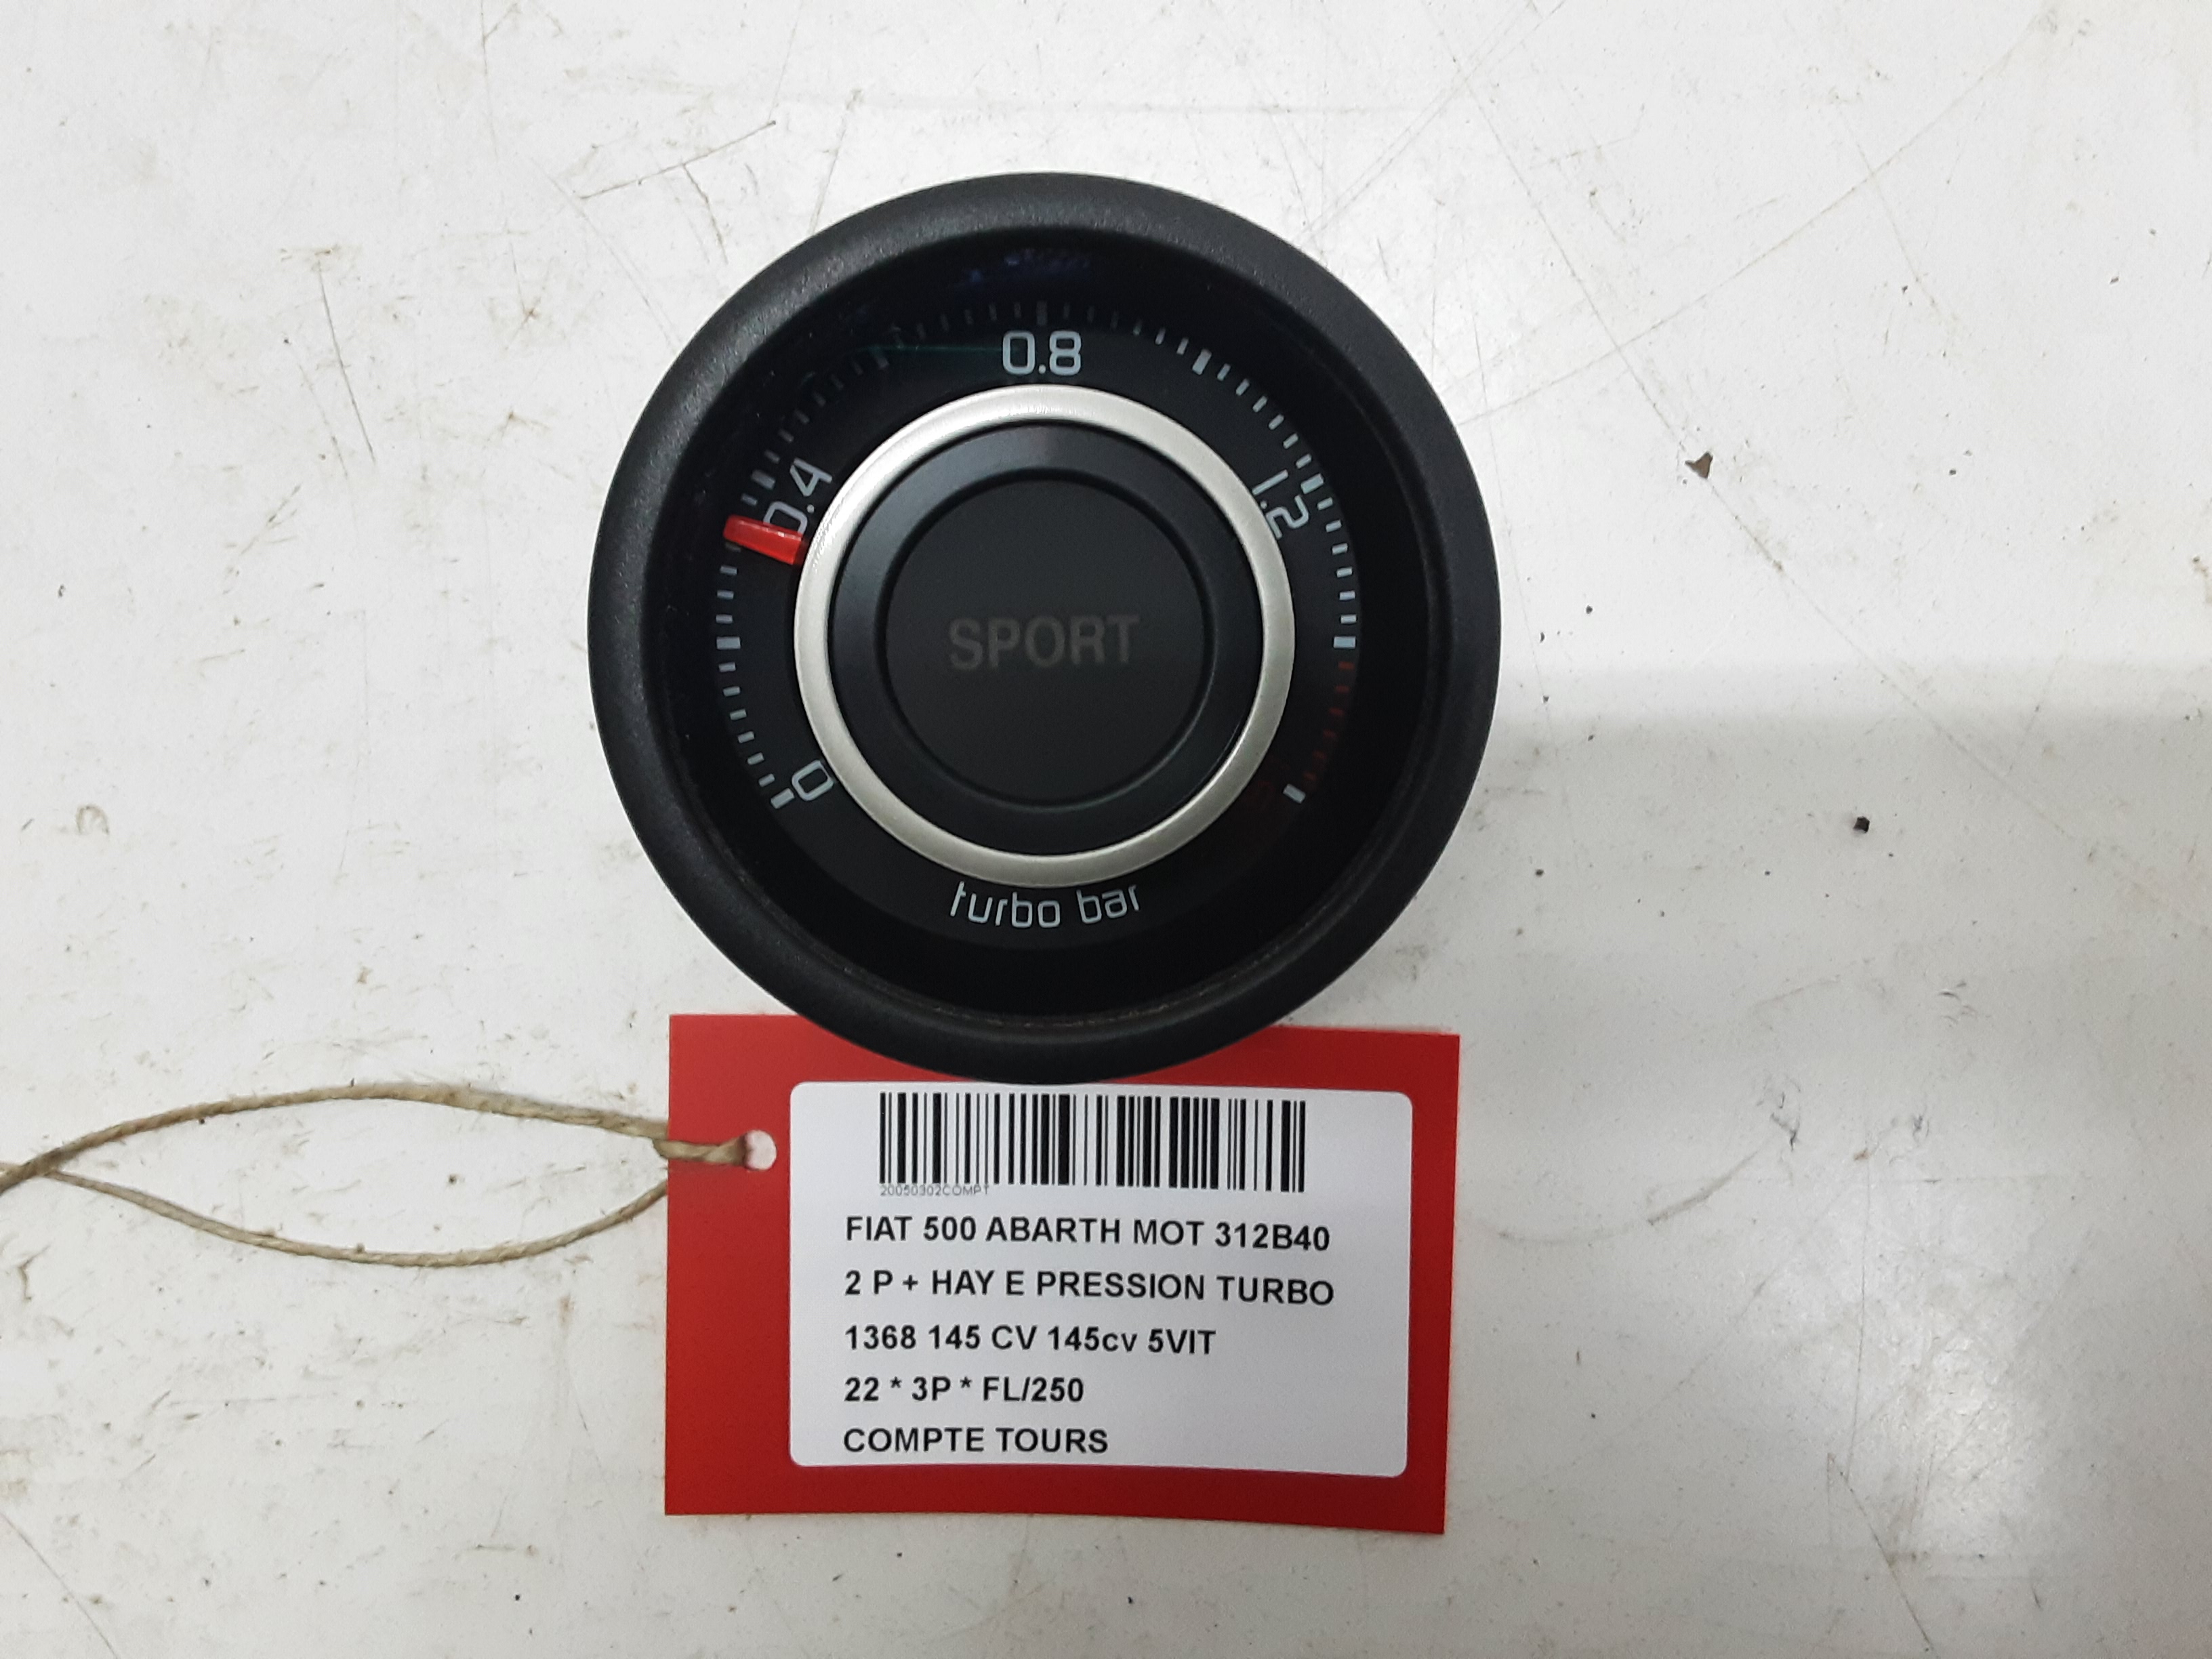 0.8
0.4
1.2
SPORT
0
turbo bar
20050302COMPT
FIAT 500 ABARTH MOT 312B40
2 P + HAY E PRESSION TURBO
1368 145 CV 145cv 5VIT
22 * 3P * FL/250
COMPTE TOURS